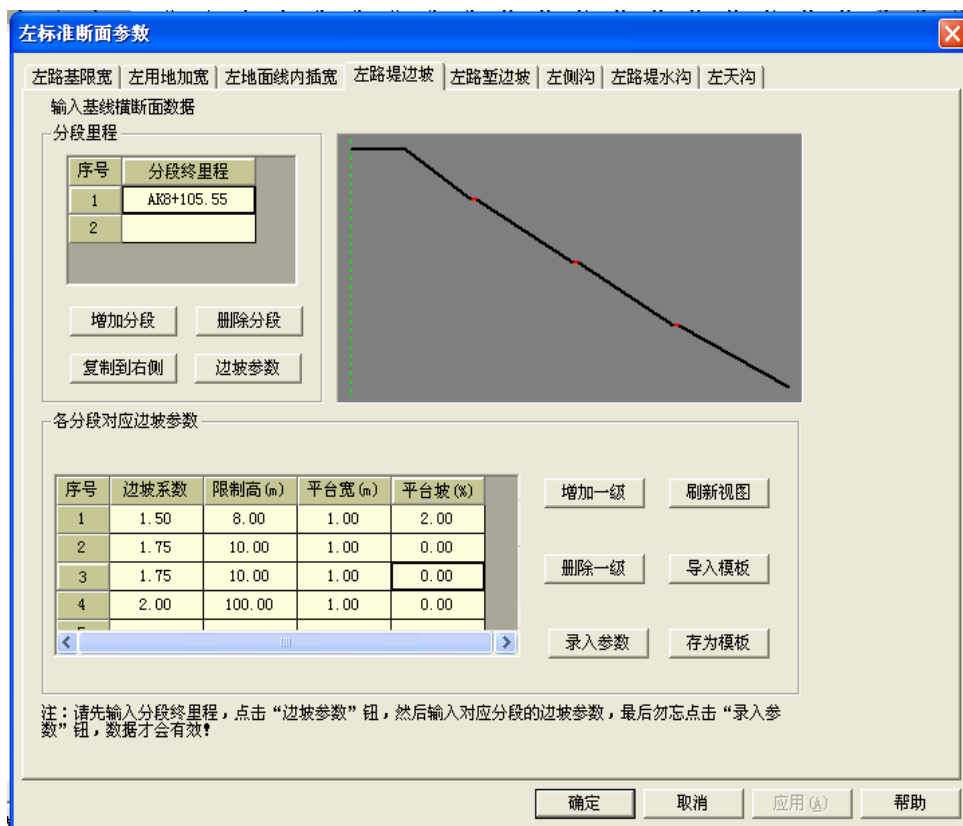 左标准断面参数
左路基限宽 左用地加宽 左地面线内插宽 左路堤边坡 左路堑边坡 左侧沟 左路堤水沟 左天沟
输入基线横断面数据
分段里程
序号 分段终里程
1 AK8+105.55
2
增加分段 删除分段
复制到右侧 边坡参数
各分段对应边坡参数
序号 边坡系数 限制高(m) 平台宽(m) 平台坡(%)
1 1.50 8.00 1.00 2.00
2 1.75 10.00 1.00 0.00
3 1.75 10.00 1.00 0.00
4 2.00 100.00 1.00 0.00
增加一级 刷新视图
删除一级 导入模板
录入参数 存为模板
注：请先输入分段终里程，点击“边坡参数”钮，然后输入对应分段的边坡参数，最后勿忘点击“录入参
数”钮，数据才会有效！
确定 取消 应用(A) 帮助